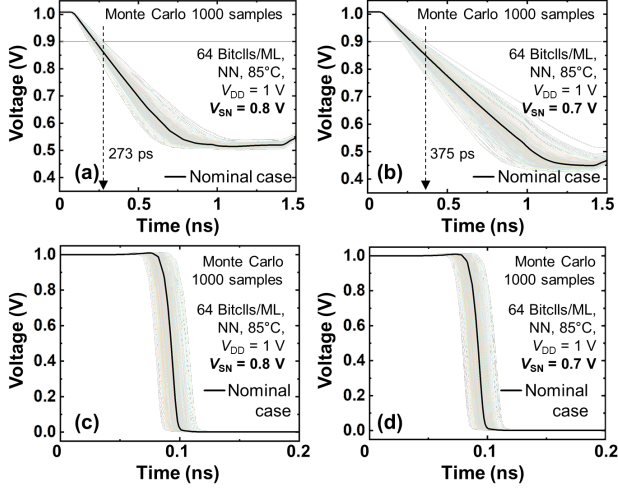 Voltage (V)
1.0
0.9
0.8
0.7
0.6
0.5
0.4
Monte Carlo 1000 samples
64 Bitclls/ML,
NN, 85°C,
VDD = 1 V
VSN = 0.8 V
273 ps
(a)
Nominal case
0
0.5
1
1.5
Time (ns)
Voltage (V)
1.0
0.9
0.8
0.7
0.6
0.5
0.4
Monte Carlo 1000 samples
64 Bitclls/ML,
NN, 85°C,
VDD = 1 V
VSN = 0.7 V
375 ps
(b)
Nominal case
0
0.5
1
1.5
Time (ns)
Voltage (V)
1.0
0.8
0.6
0.4
0.2
0.0
Monte Carlo
1000 samples
64 Bitclls/ML,
NN, 85°C,
VDD = 1 V
VSN = 0.8 V
Nominal
case
(c)
0.0
0.1
0.2
Time (ns)
Voltage (V)
1.0
0.8
0.6
0.4
0.2
0.0
Monte Carlo
1000 samples
64 Bitclls/ML,
NN, 85°C,
VDD = 1 V
VSN = 0.7 V
Nominal
case
(d)
0.0
0.1
0.2
Time (ns)